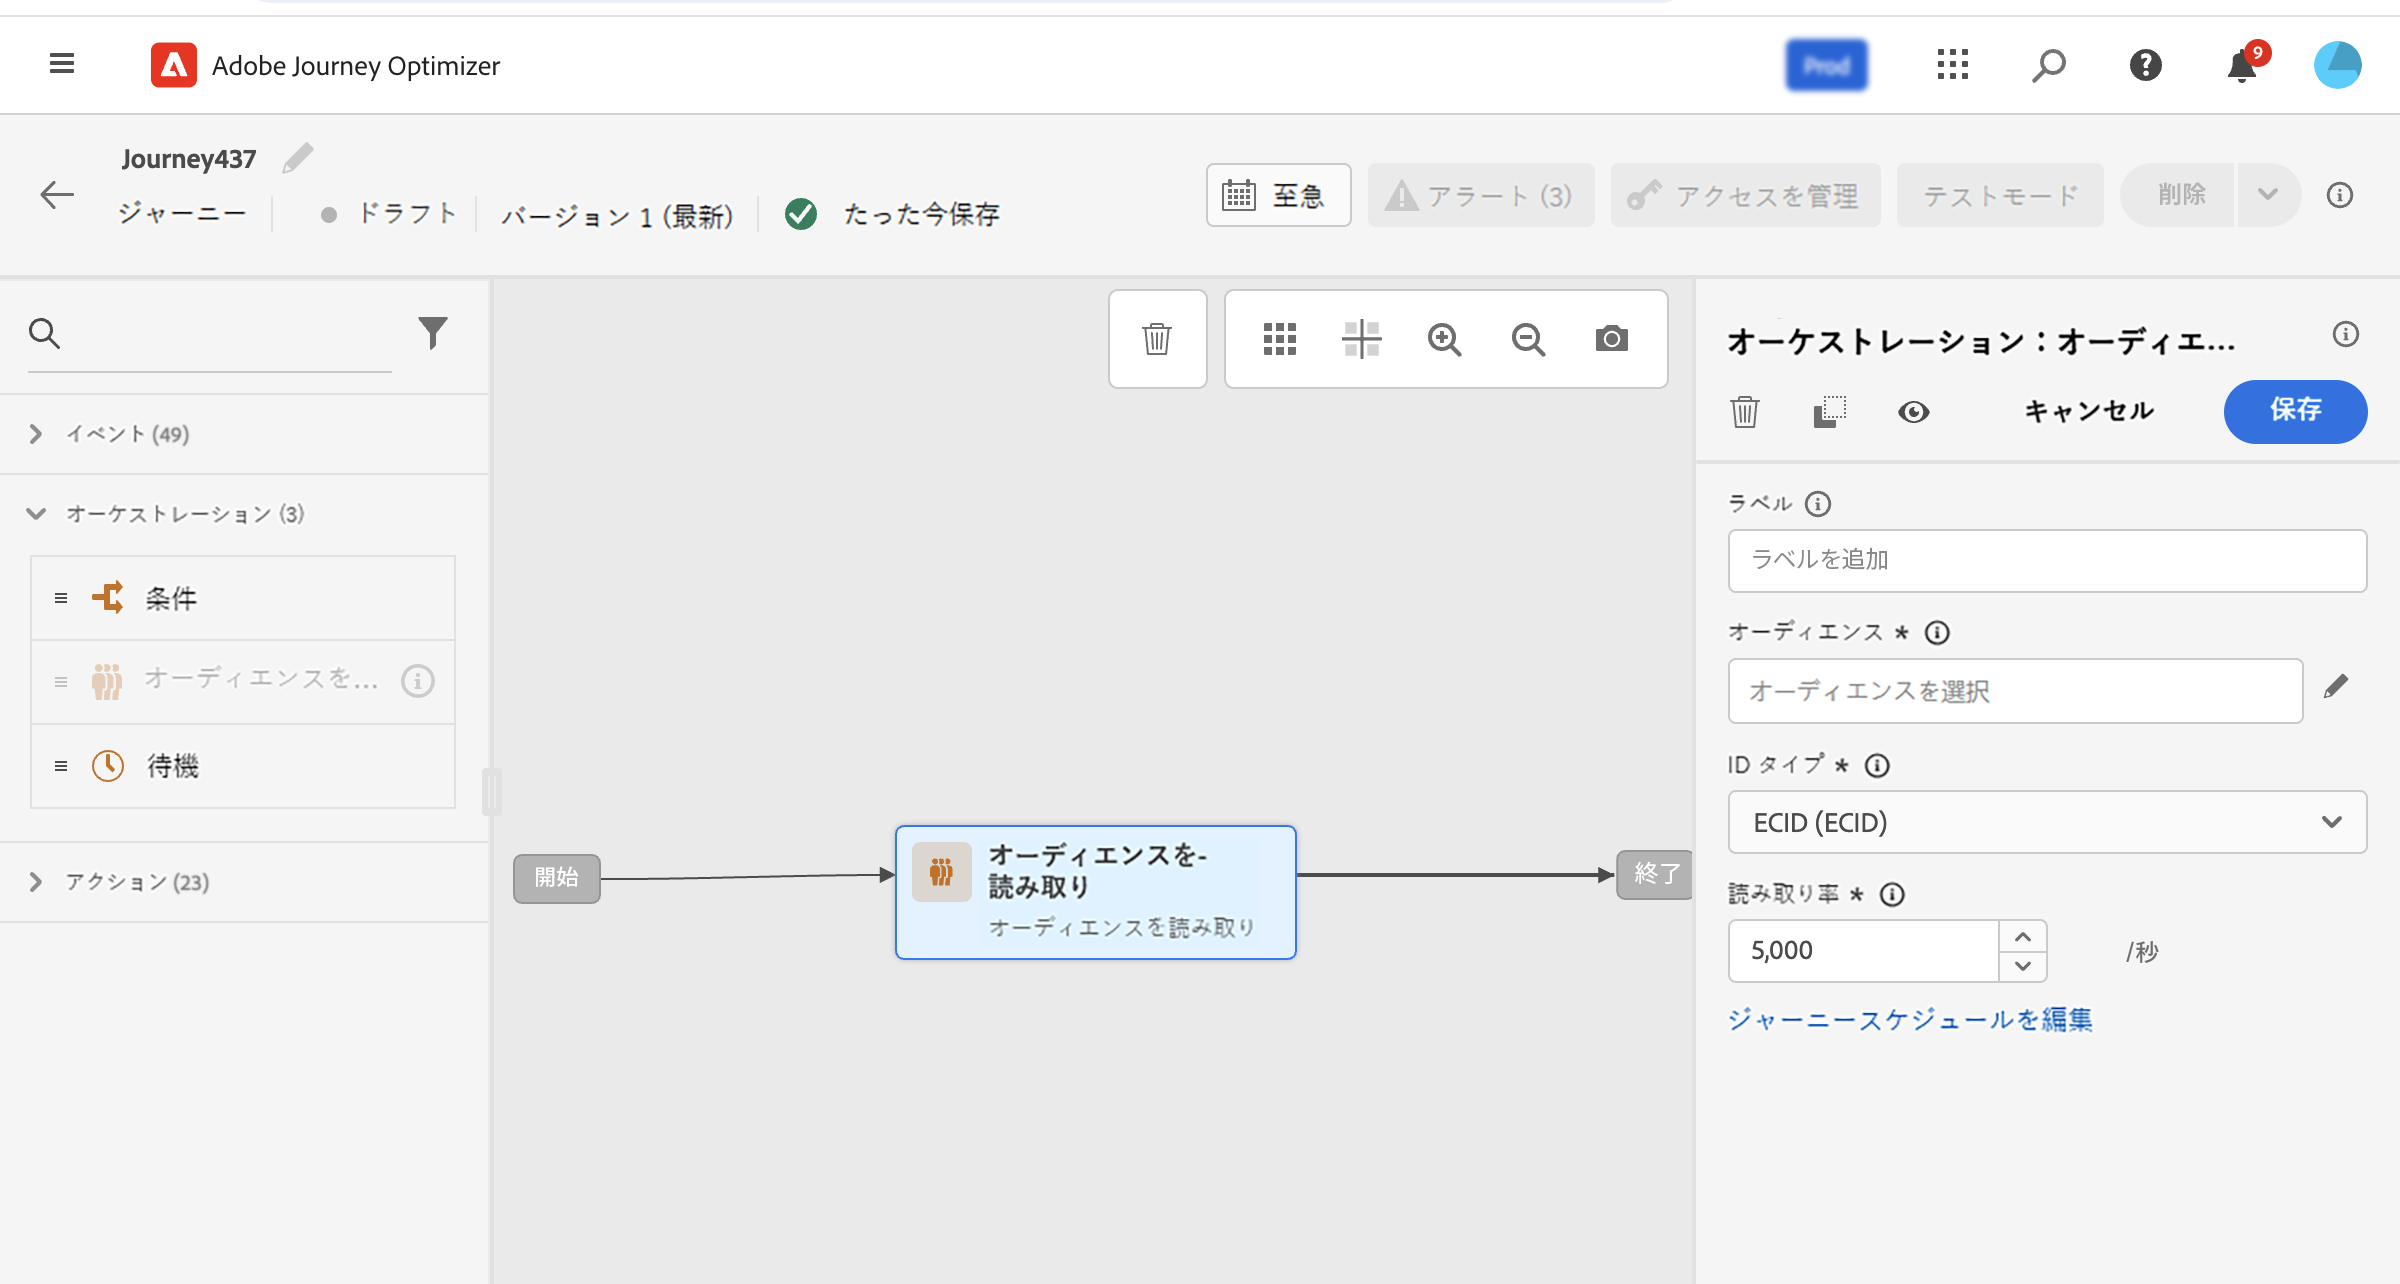 Adobe Journey Optimizer
Prod
9
Journey437
ジャーニー
ドラフト
バージョン 1 (最新)
たった今保存
至急
アラート (3)
アクセスを管理
テストモード
削除
イベント (49)
オーケストレーション (3)
条件
オーディエンスを...
待機
アクション (23)
開始
オーディエンスを-
読み取り
オーディエンスを読み取り
終了
オーケストレーション：オーディエ...
キャンセル
保存
ラベル
ラベルを追加
オーディエンス *
オーディエンスを選択
ID タイプ *
ECID (ECID)
読み取り率 *
5,000
/秒
ジャーニースケジュールを編集